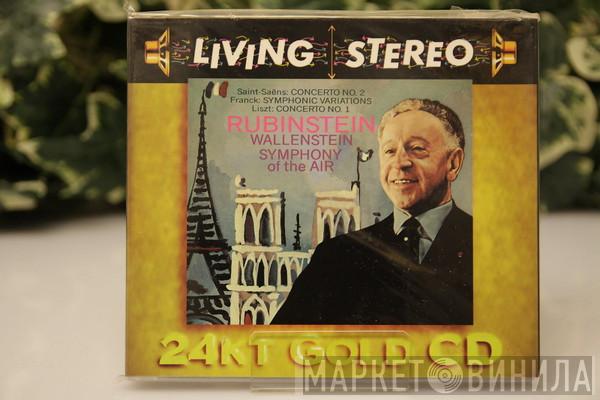 LIVING STEREO
Saint-Saëns: CONCERTO NO. 2
Franck: SYMPHONIC VARIATIONS
Liszt: CONCERTO NO. 1
RUBINSTEIN
WALLENSTEIN
SYMPHONY
of the AIR
24KT GOLD CD
МАРКЕТ ВИНИЛА